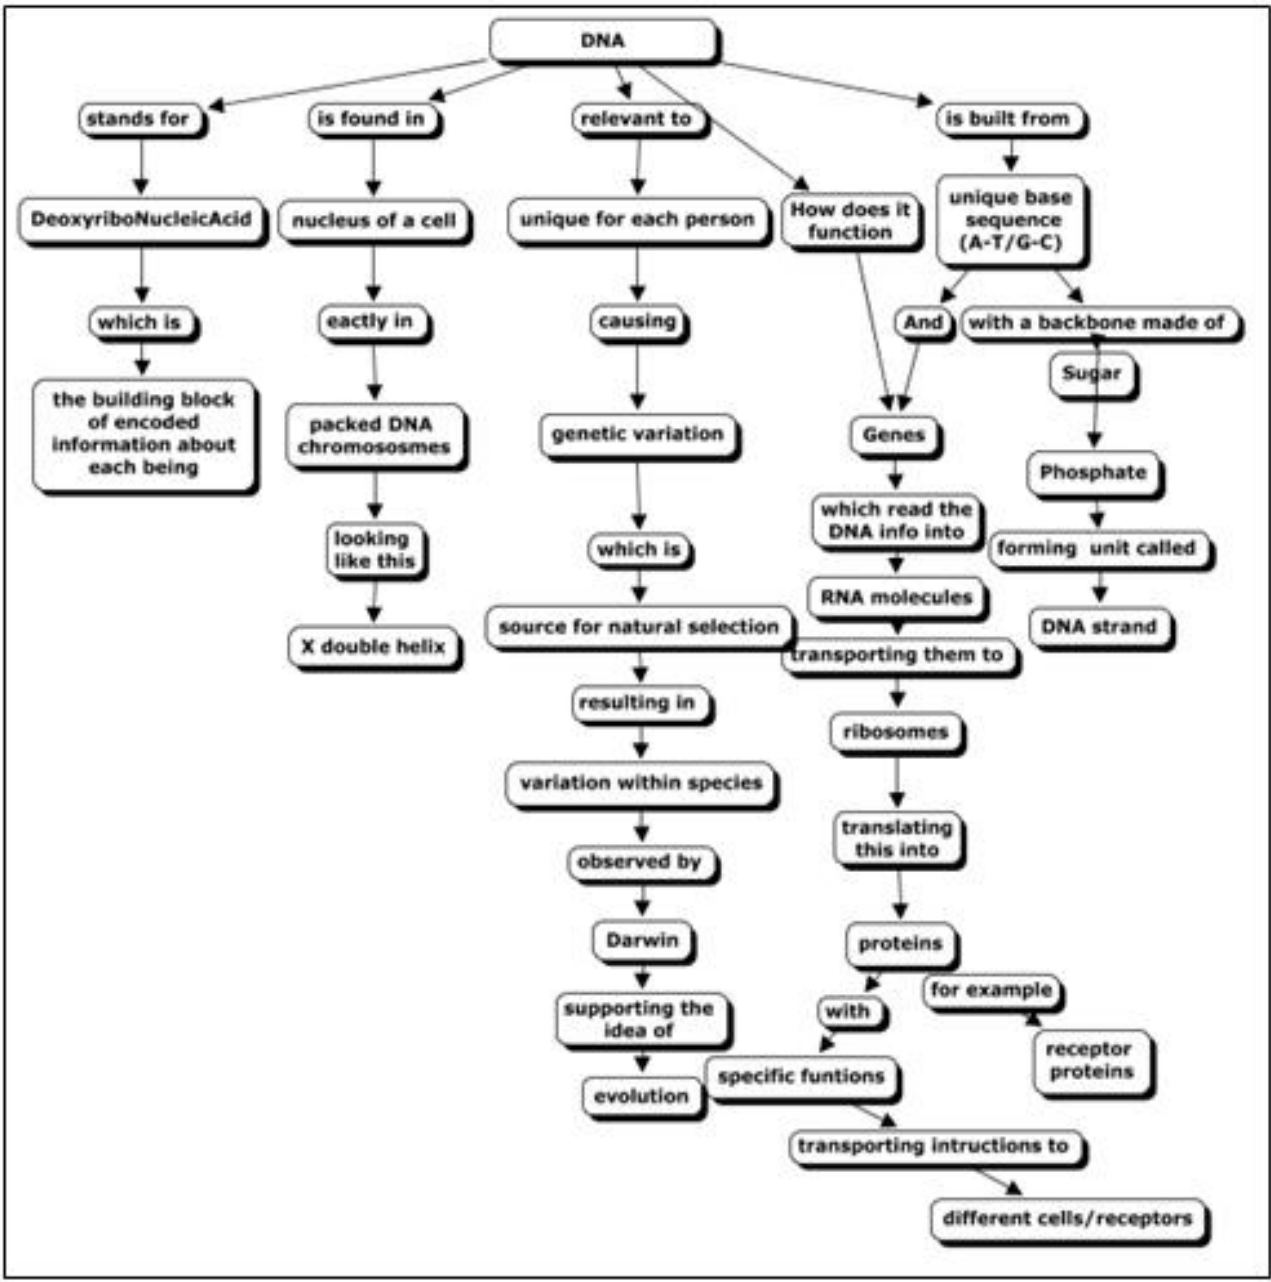 DNA
stands for
is found in
relevant to
is built from
DeoxyriboNucleicAcid
nucleus of a cell
unique for each person
How does it
function
unique base
sequence
(A-T/G-C)
which is
eactly in
causing
And
with a backbone made of
Sugar
the building block
of encoded
information about
each being
packed DNA
chromososmes
genetic variation
Genes
Phosphate
looking
like this
which is
which read the
DNA info into
forming unit called
X double helix
source for natural selection
RNA molecules
DNA strand
transporting them to
resulting in
ribosomes
variation within species
translating
this into
observed by
Darwin
proteins
supporting the
idea of
with
for example
evolution
specific funtions
receptor
proteins
transporting intructions to
different cells/receptors